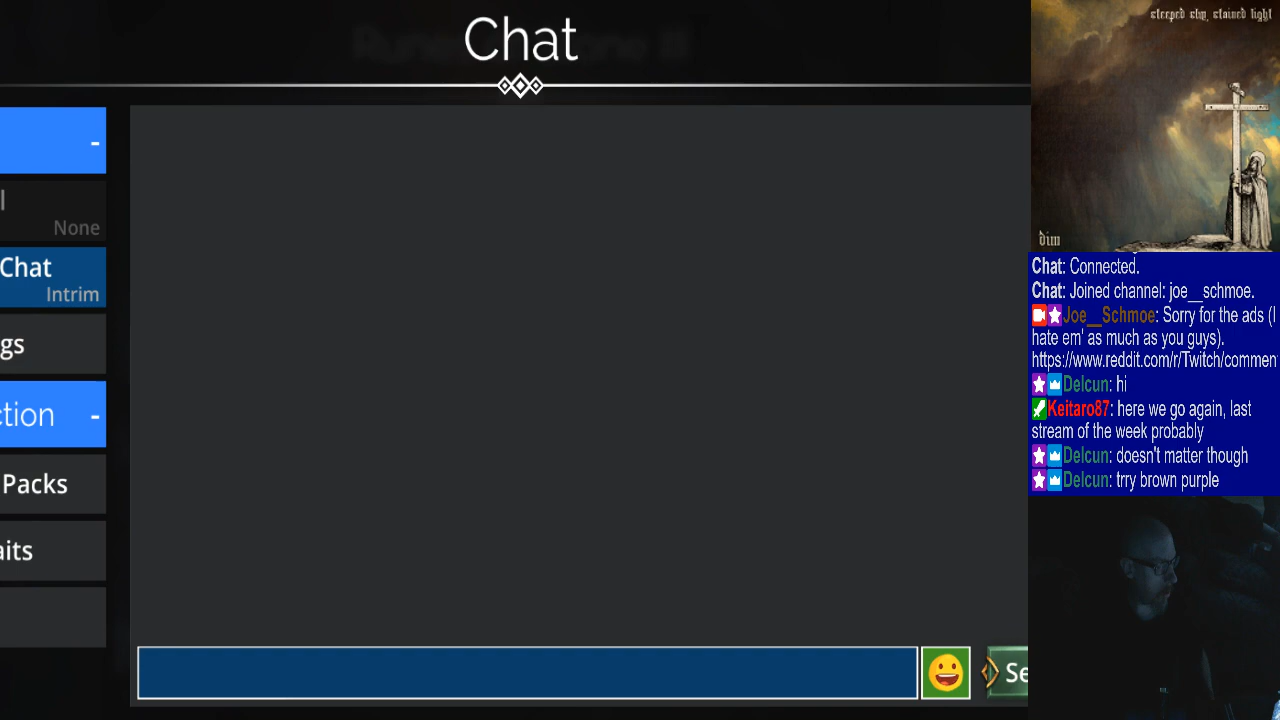 Chat
-
l
None
Chat
Intrim
gs
ction
-
Packs
aits
Se
steeped sky, stained light
dim
Chat: Connected.
Chat: Joined channel: joe__schmoe.
Joe__Schmoe: Sorry for the ads (I
hate em' as much as you guys).
https://www.reddit.com/r/Twitch/commen
Delcun: hi
Keitaro87: here we go again, last
stream of the week probably
Delcun: doesn't matter though
Delcun: trry brown purple